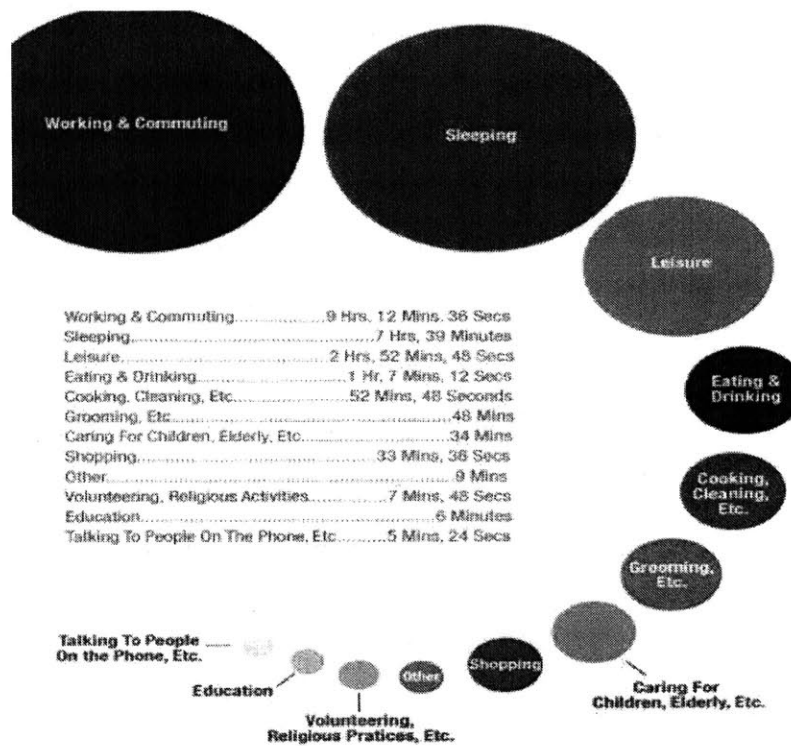 Working & Commuting
Sleeping
Leisure
Working & Commuting....................9 Hrs, 12 Mins, 36 Secs
Sleeping..............................................7 Hrs, 39 Minutes
Leisure.......................................2 Hrs, 52 Mins, 48 Secs
Eating & Drinking.........................1 Hr, 7 Mins, 12 Secs
Cooking, Cleaning, Etc....................52 Mins, 48 Seconds
Grooming, Etc.....................................................48 Mins
Caring For Children, Elderly, Etc.........................34 Mins
Shopping..........................................33 Mins, 36 Secs
Other...................................................................9 Mins
Volunteering, Religious Activities.............7 Mins, 48 Secs
Education.....................................................6 Minutes
Talking To People On The Phone, Etc.........5 Mins, 24 Secs
Eating &
Drinking
Cooking,
Cleaning,
Etc.
Grooming,
Etc.
Talking To People
On the Phone, Etc.
Education
Volunteering,
Religious Pratices, Etc.
Other
Shopping
Caring For
Children, Elderly, Etc.